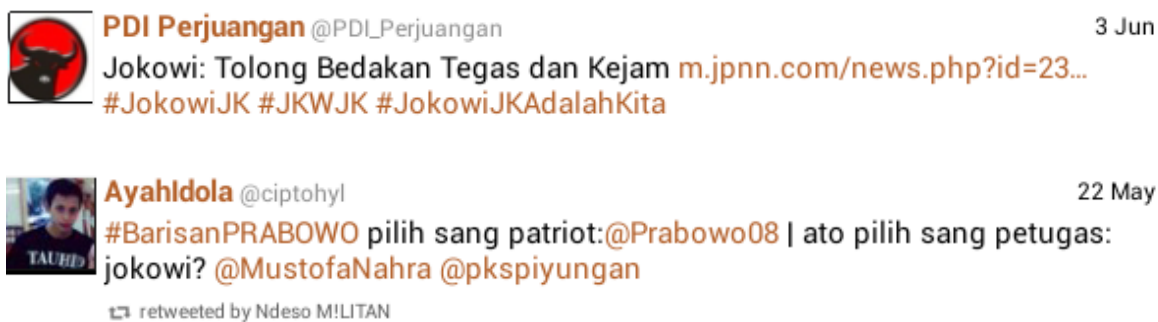 PDI Perjuangan @PDI_Perjuangan 3 Jun
Jokowi: Tolong Bedakan Tegas dan Kejam m.jpnn.com/news.php?id=23...
#JokowiJK #JKWJK #JokowiJKAdalahKita
AyahIdola @ciptohyl 22 May
#BarisanPRABOWO pilih sang patriot:@Prabowo08 | ato pilih sang petugas:
TAUHID
jokowi? @MustofaNahra @pkspiyungan
retweeted by Ndeso M!LITAN